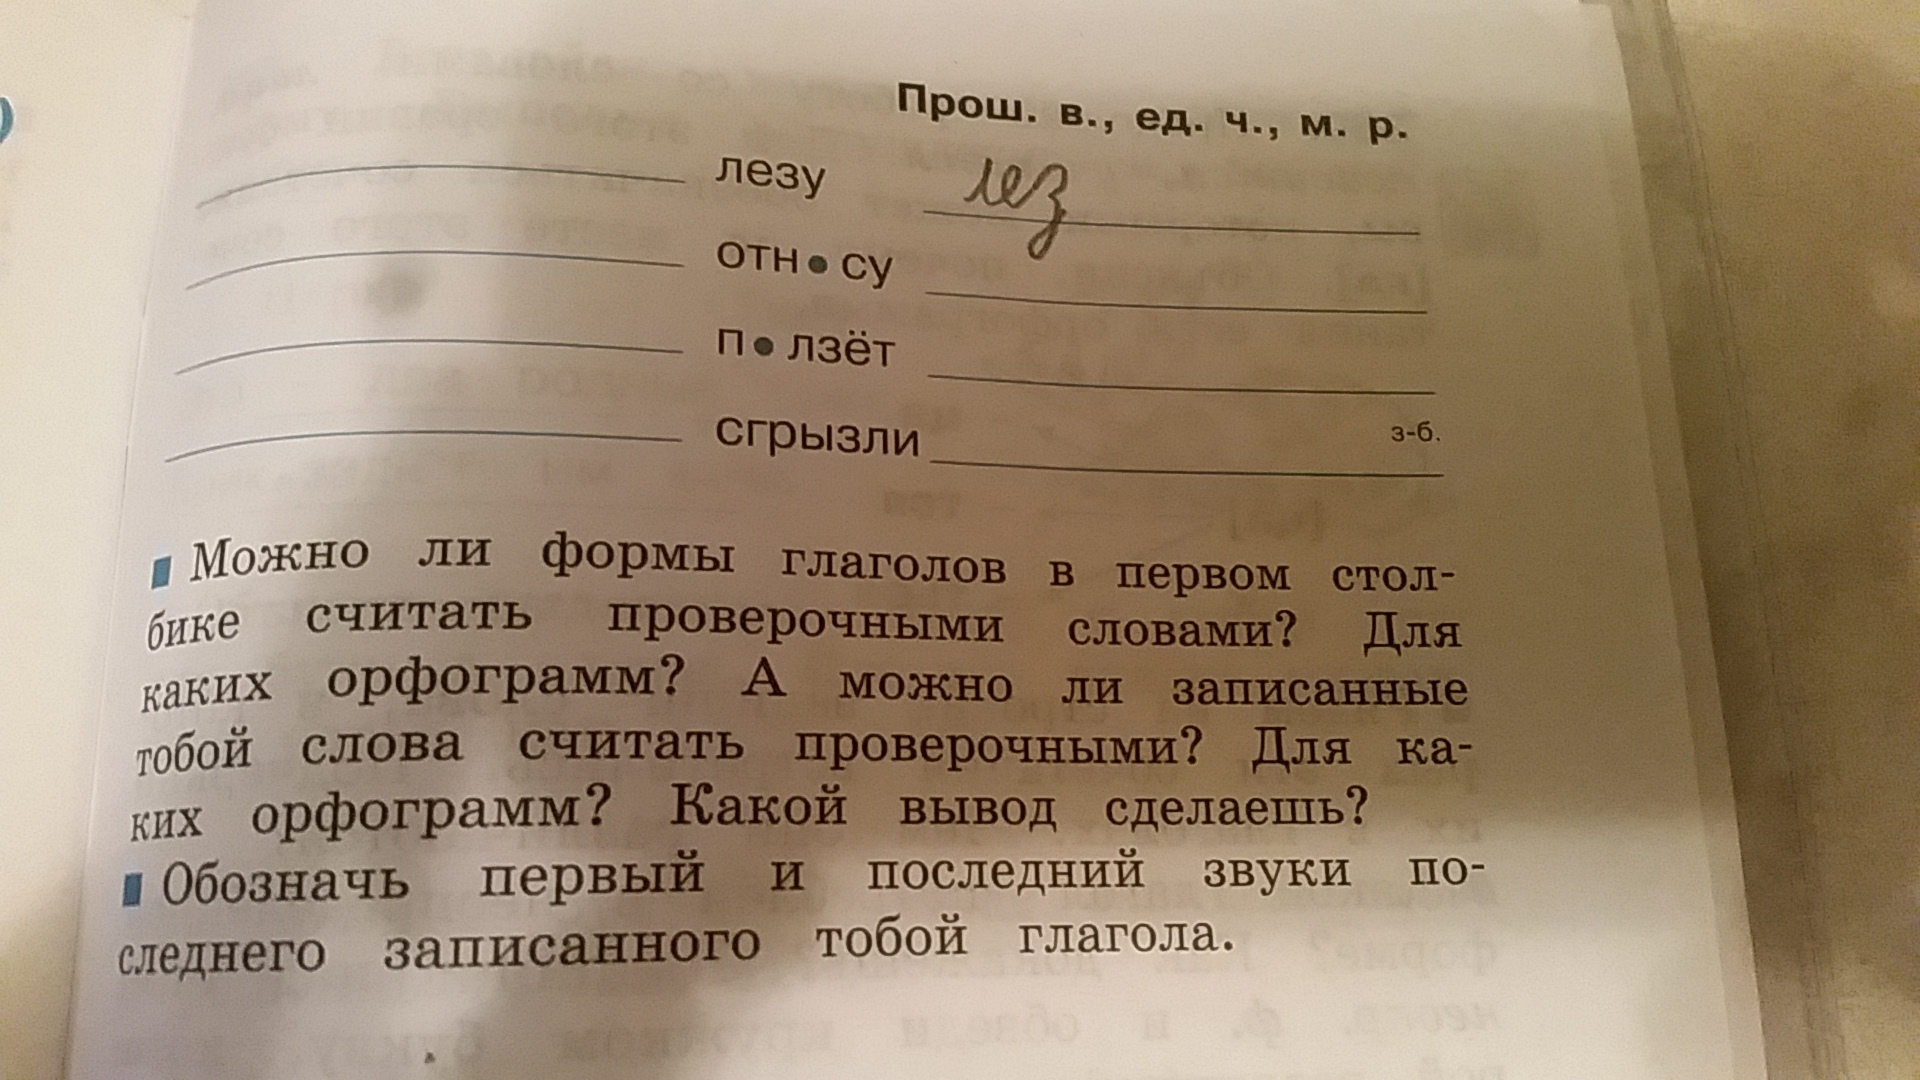 Прош. в., ед. ч., м. р.
лезу лез
отн•су
п•лзёт
сгрызли з-б.
Можно ли формы глаголов в первом стол-
бике считать проверочными словами? Для
каких орфограмм? А можно ли записанные
тобой слова считать проверочными? Для ка-
ких орфограмм? Какой вывод сделаешь?
Обозначь первый и последний звуки по-
следнего записанного тобой глагола.